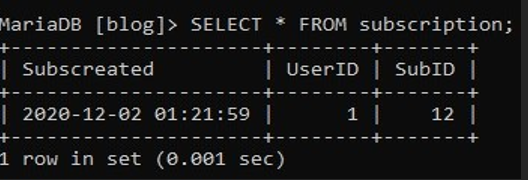 MariaDB [blog]> SELECT * FROM subscription;
+---------------------+--------+-------+
| Subscreated         | UserID | SubID |
+---------------------+--------+-------+
| 2020-12-02 01:21:59 |      1 |    12 |
+---------------------+--------+-------+
1 row in set (0.001 sec)